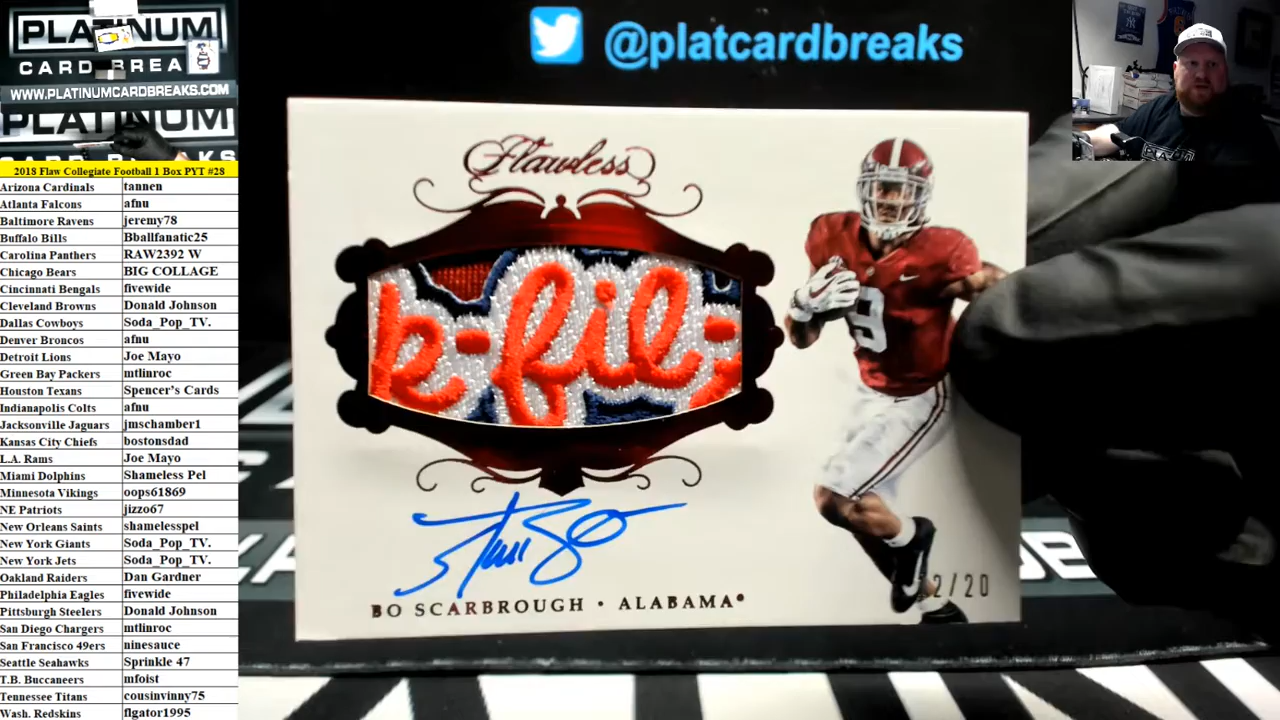 PLATINUM
CARD BREA
WWW.PLATINUMCARDBREAKS.COM
PLATINUM
2018 Flaw Collegiate Football 1 Box PYT #28
Arizona Cardinals tannen
Atlanta Falcons afnu
Baltimore Ravens jeremy78
Buffalo Bills Bballfanatic25
Carolina Panthers RAW2392 W
Chicago Bears BIG COLLAGE
Cincinnati Bengals fivewide
Cleveland Browns Donald Johnson
Dallas Cowboys Soda_Pop_TV.
Denver Broncos afnu
Detroit Lions Joe Mayo
Green Bay Packers mtlinroc
Houston Texans Spencer's Cards
Indianapolis Colts afnu
Jacksonville Jaguars jmschamber1
Kansas City Chiefs bostonsdad
L.A. Rams Joe Mayo
Miami Dolphins Shameless Pel
Minnesota Vikings oops61869
NE Patriots jizzo67
New Orleans Saints shamelesspel
New York Giants Soda_Pop_TV.
New York Jets Soda_Pop_TV.
Oakland Raiders Dan Gardner
Philadelphia Eagles fivewide
Pittsburgh Steelers Donald Johnson
San Diego Chargers mtlinroc
San Francisco 49ers ninesauce
Seattle Seahawks Sprinkle 47
T.B. Buccaneers mfoist
Tennessee Titans cousinvinny75
Wash. Redskins flgator1995
@platcardbreaks
Flawless
k-fil-
9
2/20
BO SCARBROUGH • ALABAMA®